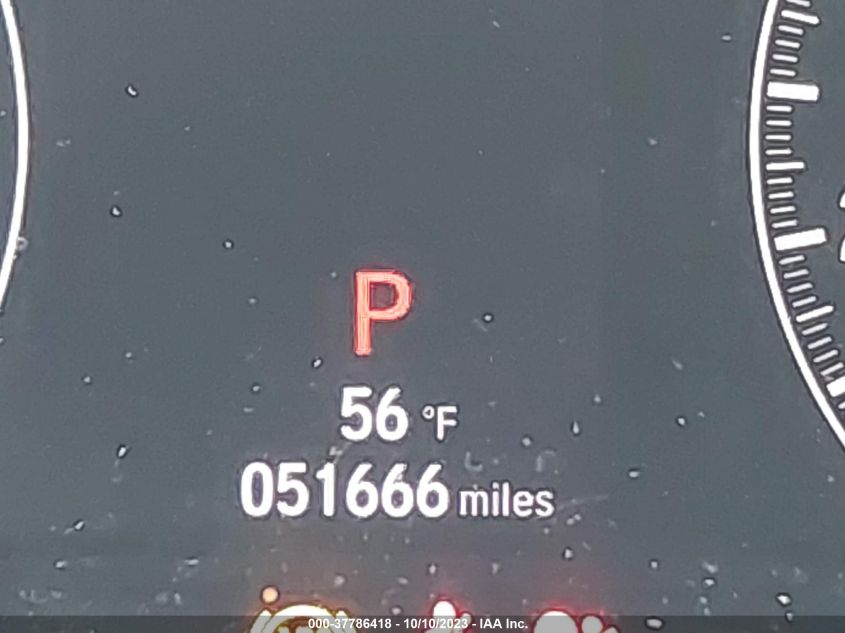 P
56 °F
051666 miles
000-37786418 - 10/10/2023 - IAA Inc.